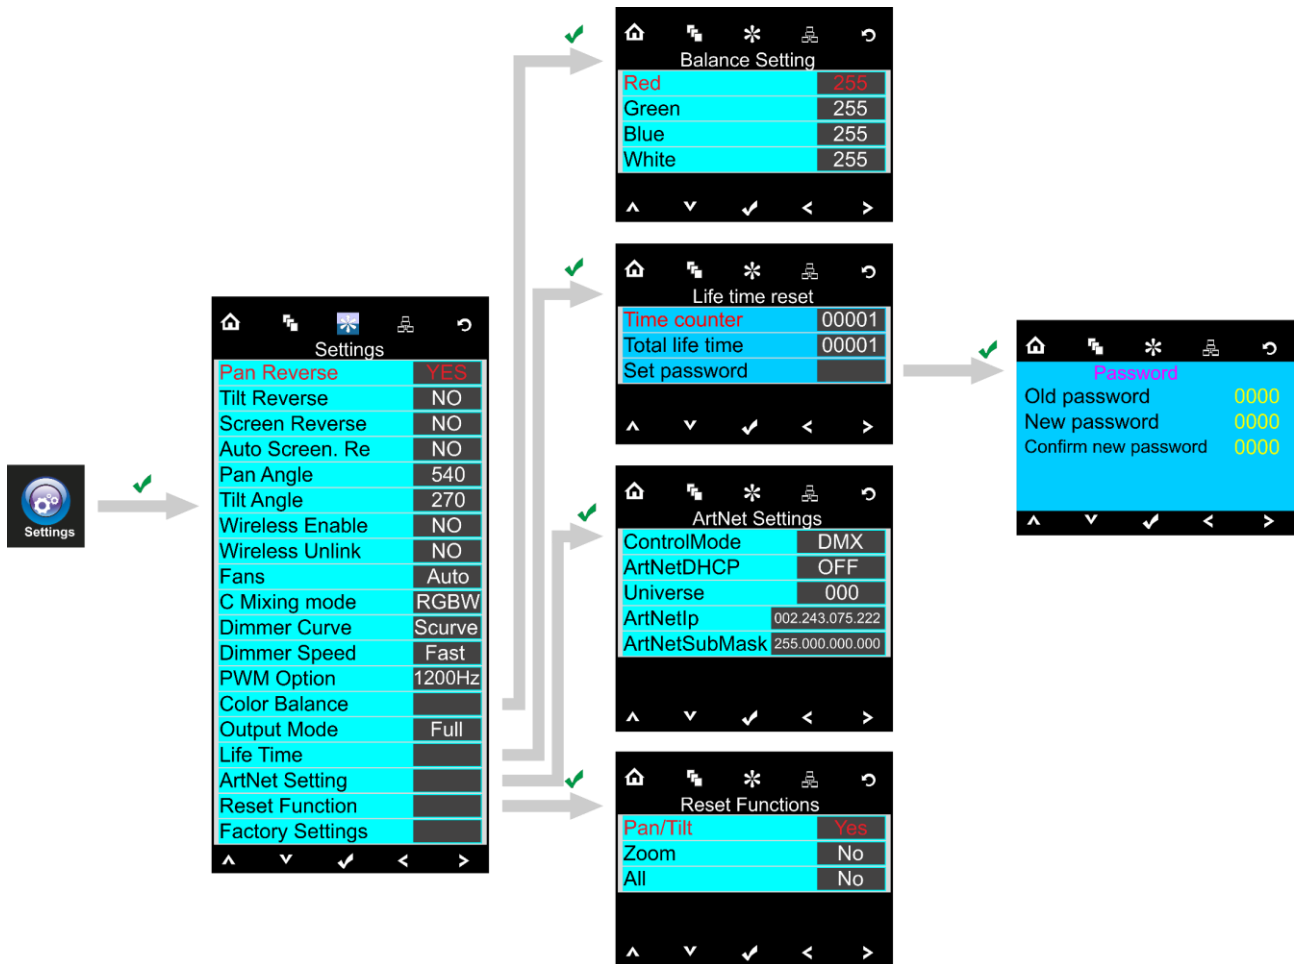 Settings
Settings
Pan Reverse YES
Tilt Reverse NO
Screen Reverse NO
Auto Screen. Re NO
Pan Angle 540
Tilt Angle 270
Wireless Enable NO
Wireless Unlink NO
Fans Auto
C Mixing mode RGBW
Dimmer Curve Scurve
Dimmer Speed Fast
PWM Option 1200Hz
Color Balance
Output Mode Full
Life Time
ArtNet Setting
Reset Function
Factory Settings
Balance Setting
Red 255
Green 255
Blue 255
White 255
Life time reset
Time counter 00001
Total life time 00001
Set password
ArtNet Settings
ControlMode DMX
ArtNetDHCP OFF
Universe 000
ArtNetIp 002.243.075.222
ArtNetSubMask 255.000.000.000
Reset Functions
Pan/Tilt Yes
Zoom No
All No
Password
Old password 0000
New password 0000
Confirm new password 0000